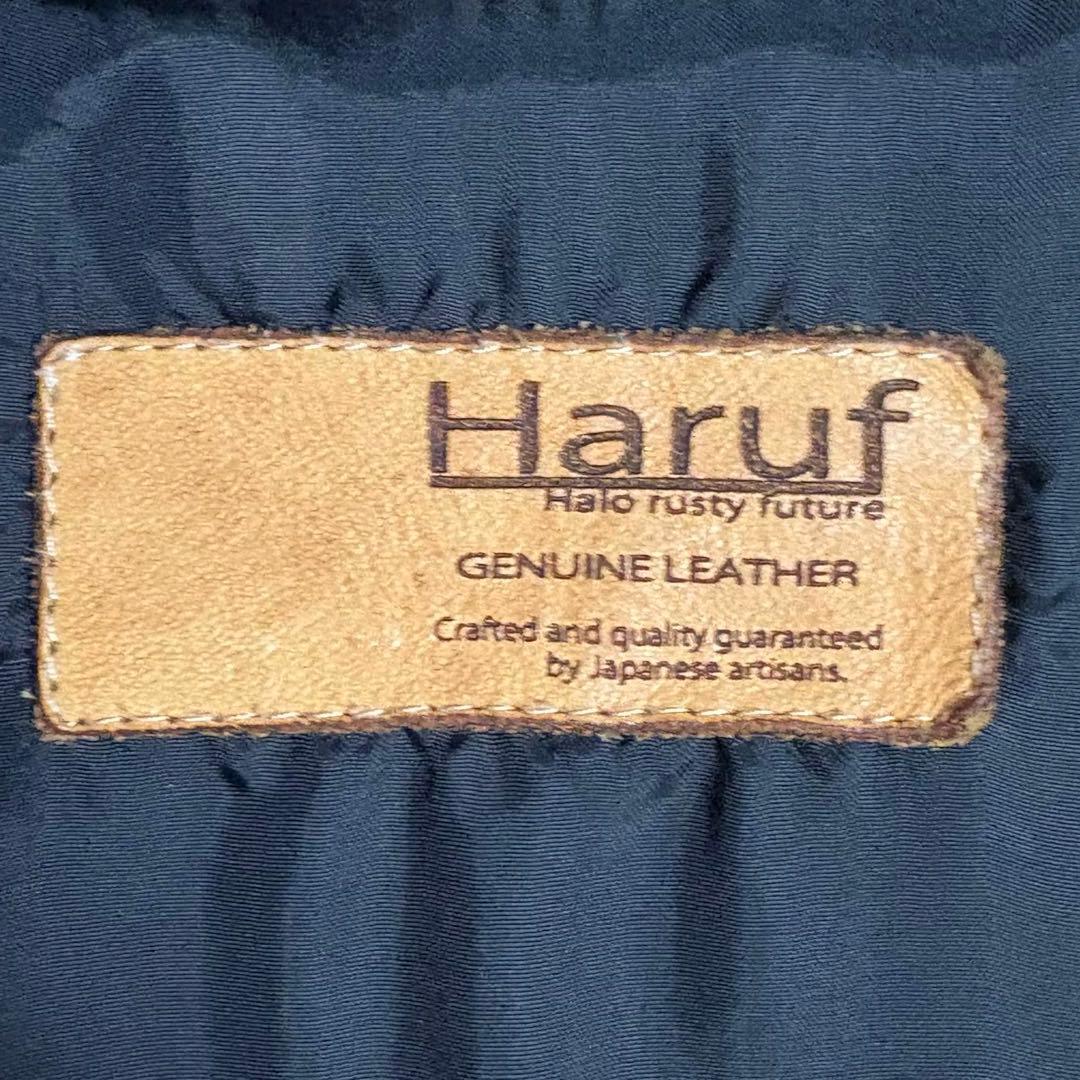 Haruf
Halo rusty future
GENUINE LEATHER
Crafted and quality guaranteed
by Japanese artisans.